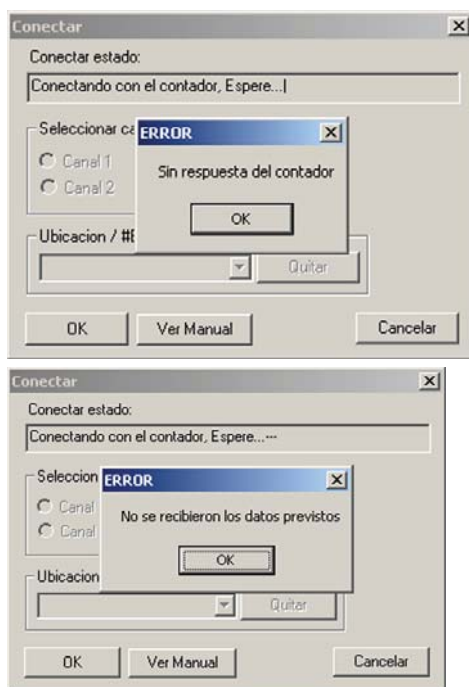 Conectar
Conectar estado:
Conectando con el contador, Espere...
Seleccionar ca
ERROR
Canal 1
Sin respuesta del contador
Canal 2
OK
Ubicacion / #
Quitar
OK
Ver Manual
Cancelar
Conectar
Conectar estado:
Conectando con el contador, Espere...---
Seleccion
ERROR
Canal
No se recibieron los datos previstos
Canal
OK
Ubicacion
Quitar
OK
Ver Manual
Cancelar